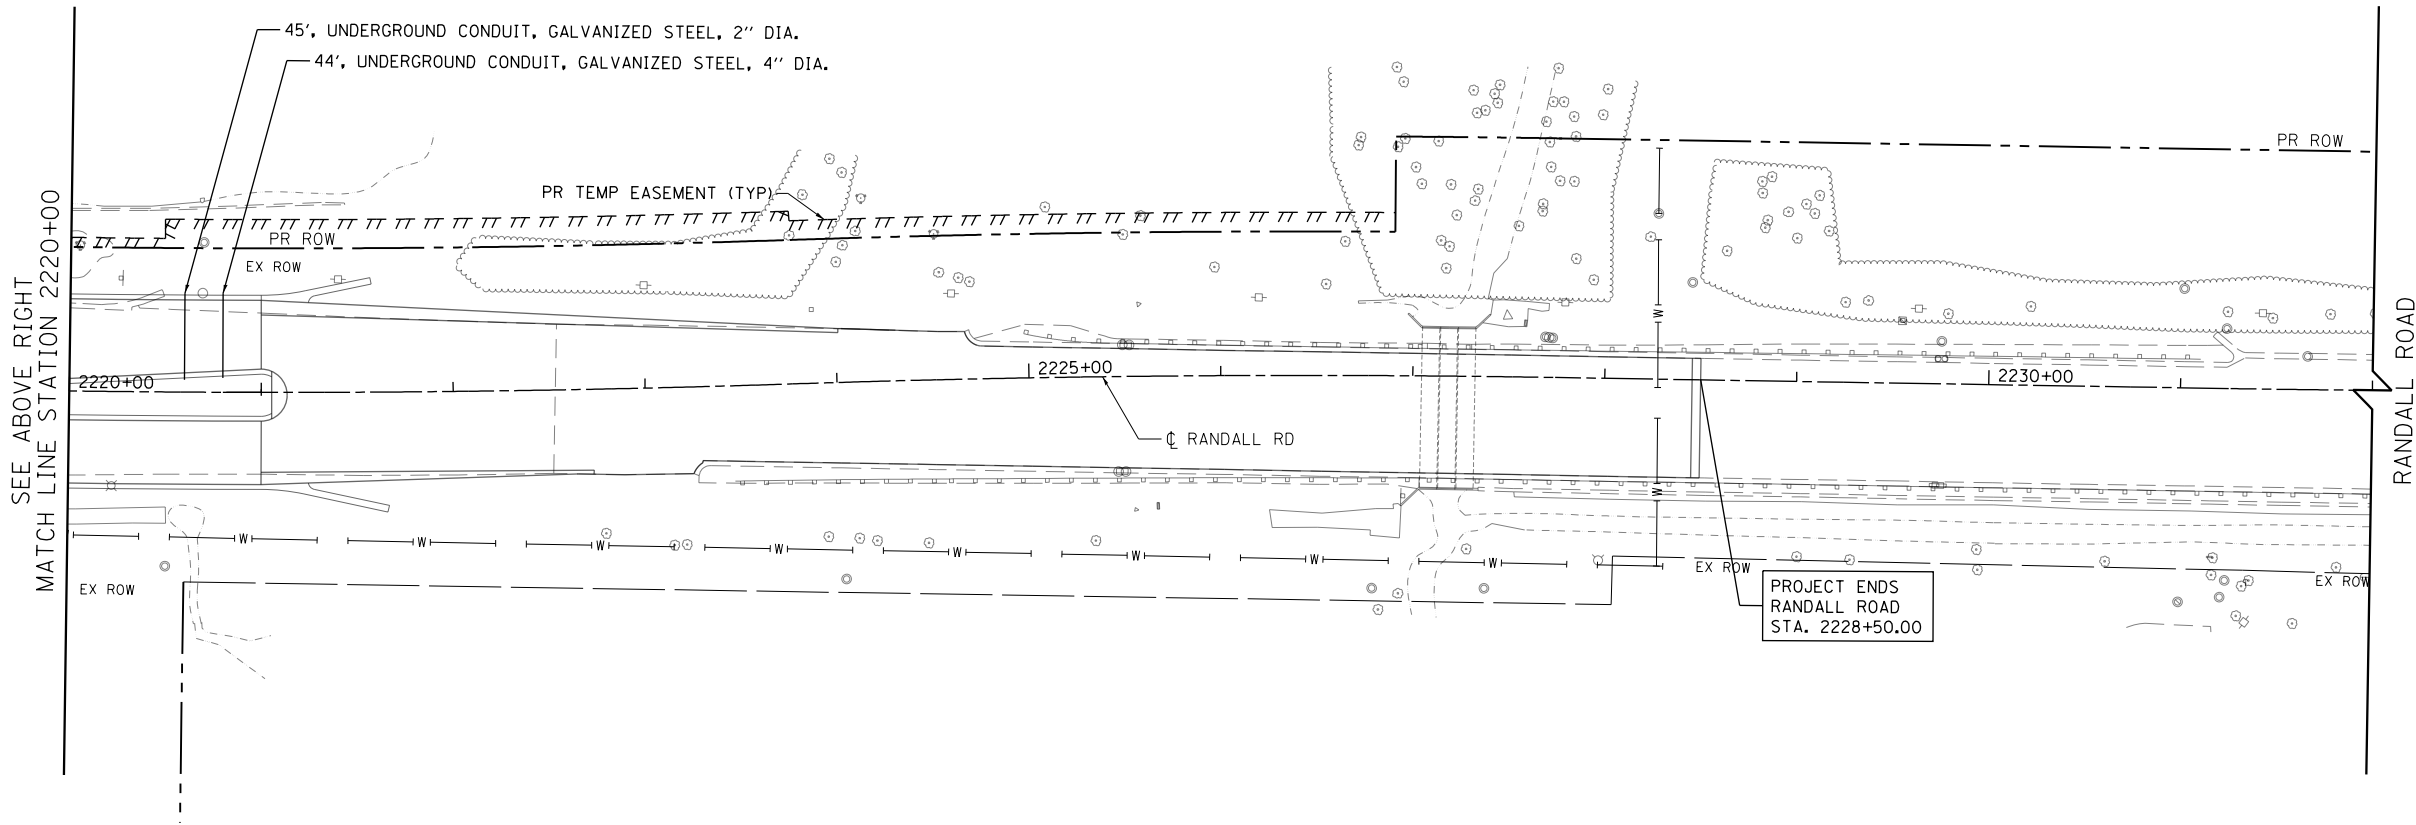 45', UNDERGROUND CONDUIT, GALVANIZED STEEL, 2'' DIA.
44', UNDERGROUND CONDUIT, GALVANIZED STEEL, 4'' DIA.
PR ROW
PR TEMP EASEMENT (TYP)
PR ROW
EX ROW
SEE ABOVE RIGHT
MATCH LINE STATION 2220+00
W
2220+00
2225+00
2230+00
RANDALL ROAD
℄ RANDALL RD
W
W
W
W
W
W
W
W
W
EX ROW
EX ROW
EX ROW
PROJECT ENDS
RANDALL ROAD
STA. 2228+50.00